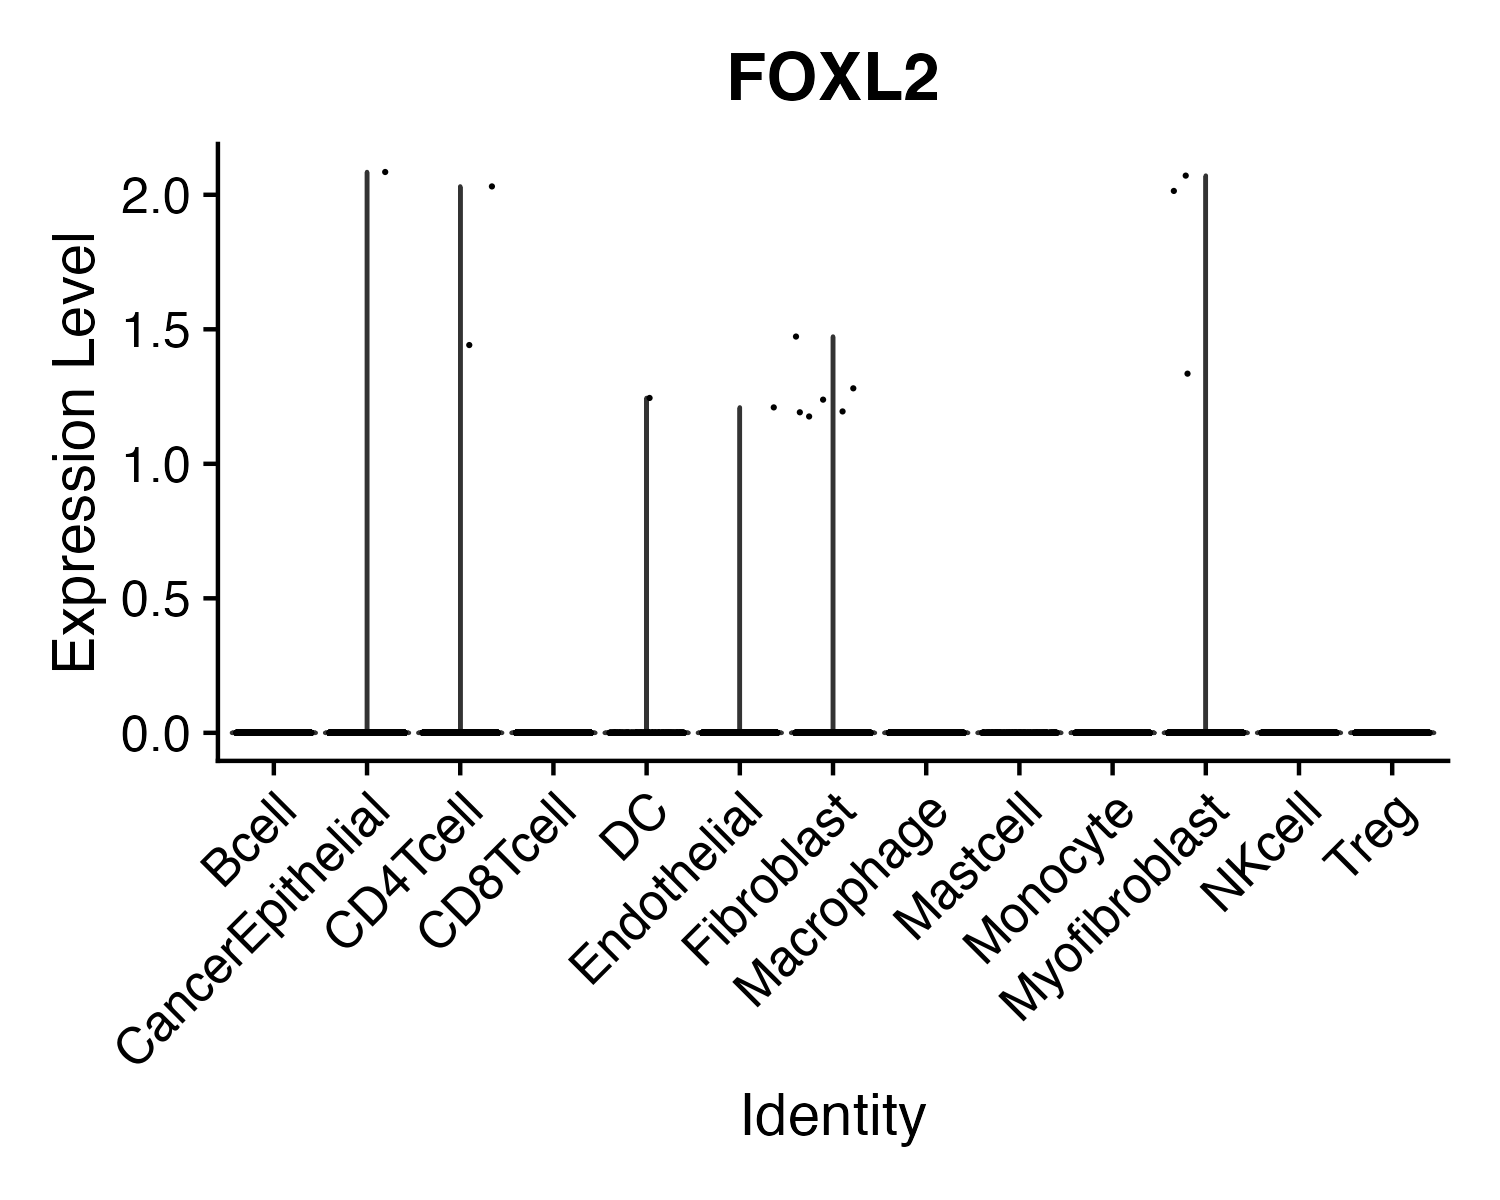 FOXL2
Expression Level
2.0
1.5
1.0
0.5
0.0
Bcell
CancerEpithelial
CD4Tcell
CD8Tcell
DC
Endothelial
Fibroblast
Macrophage
Mastcell
Monocyte
Myofibroblast
NKcell
Treg
Identity